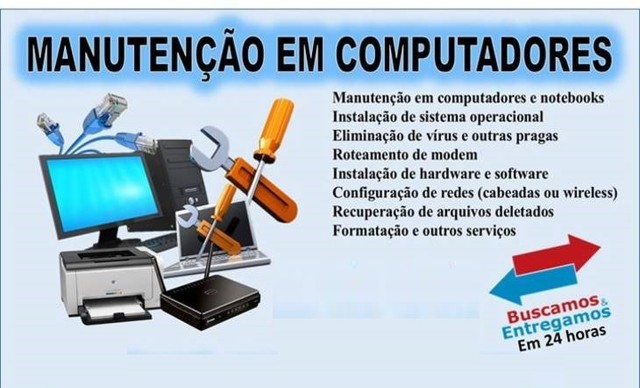 MANUTENÇÃO EM COMPUTADORES
Manutenção em computadores e notebooks
Instalação de sistema operacional
Eliminação de vírus e outras pragas
Roteamento de modem
Instalação de hardware e software
Configuração de redes (cabeadas ou wireless)
Recuperação de arquivos deletados
Formatação e outros serviços
Buscamos &
Entregamos
Em 24 horas